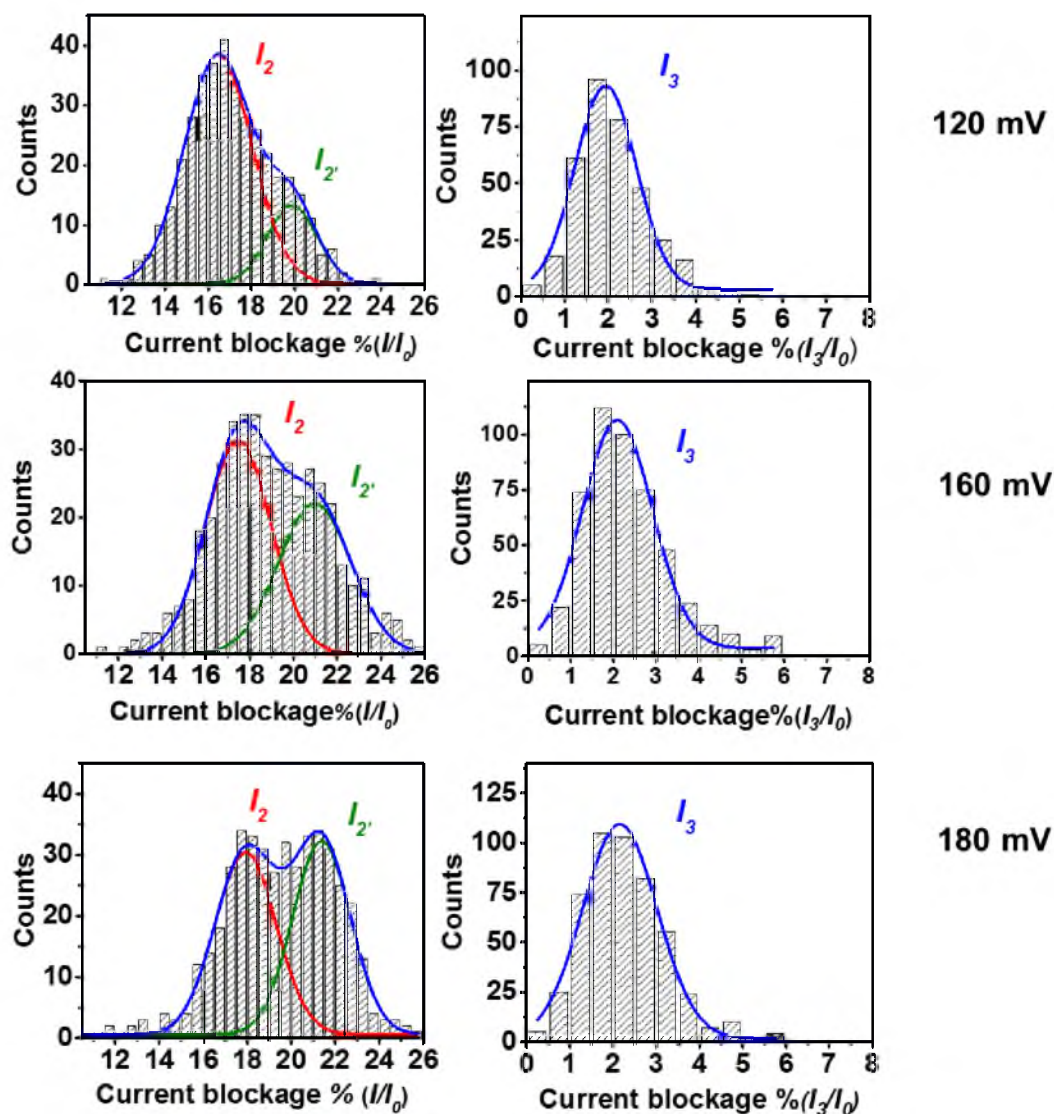 40
30
20
10
0
Counts
I2
I2'
12 14 16 18 20 22 24 26
Current blockage %(I/I0)
100
75
50
25
0
Counts
I3
0 1 2 3 4 5 6 7 8
Current blockage %(I3/I0)
120 mV
40
30
20
10
0
Counts
I2
I2'
12 14 16 18 20 22 24 26
Current blockage%(I/I0)
100
75
50
25
0
Counts
I3
0 1 2 3 4 5 6 7 8
Current blockage%(I3/I0)
160 mV
40
30
20
10
0
Counts
I2
I2'
12 14 16 18 20 22 24 26
Current blockage % (I/I0)
125
100
75
50
25
0
Counts
I3
0 1 2 3 4 5 6 7 8
Current blockage %(I3/I0)
180 mV